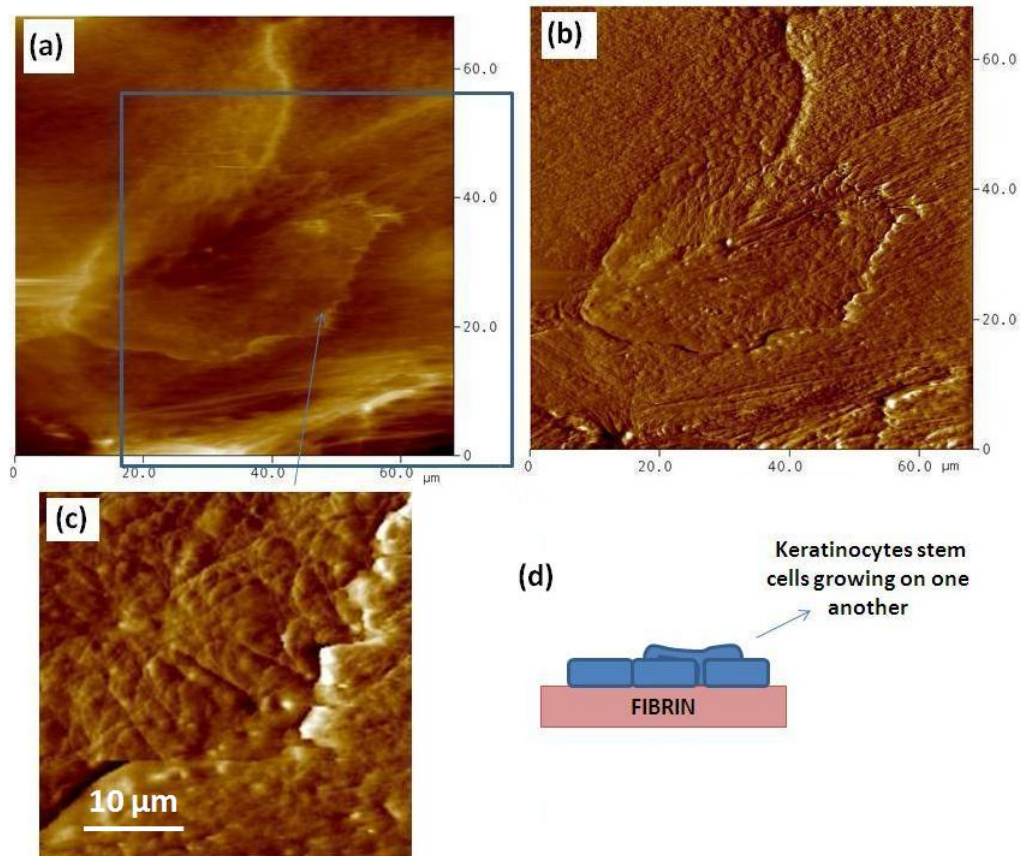 (a)
60.0
40.0
20.0
0
0
20.0
40.0
60.0
μm
(b)
60.0
40.0
20.0
0
0
20.0
40.0
60.0
μm
(c)
10 μm
(d)
Keratinocytes stem
cells growing on one
another
FIBRIN